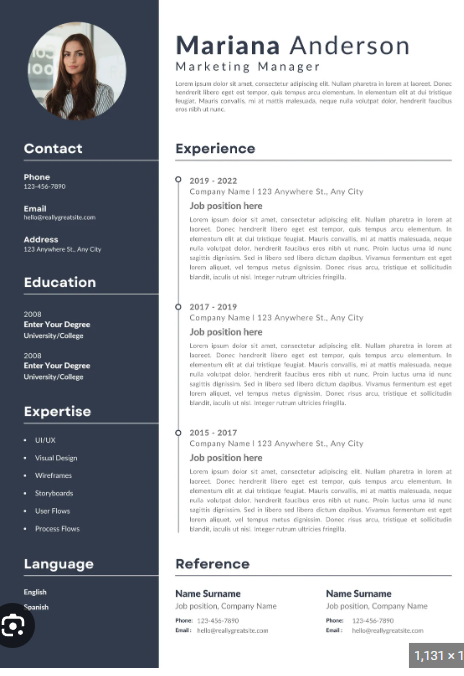 Mariana Anderson
Marketing Manager
Lorem ipsum dolor sit amet, consectetur adipiscing elit. Nullam pharetra in lorem at laoreet. Donec
hendrerit libero eget est tempor, quis tempus arcu elementum. In elementum elit at dui tristique
feugiat. Mauris convallis, mi at mattis malesuada, neque nulla volutpat dolor, hendrerit faucibus
eros nibh ut nunc.
Contact
Phone
123-456-7890
Email
hello@reallygreatsite.com
Address
123 Anywhere St., Any City
Education
2008
Enter Your Degree
University/College
2008
Enter Your Degree
University/College
Expertise
• UI/UX
• Visual Design
• Wireframes
• Storyboards
• User Flows
• Process Flows
Language
English
Spanish
Experience
2019 - 2022
Company Name l 123 Anywhere St., Any City
Job position here
Lorem ipsum dolor sit amet, consectetur adipiscing elit. Nullam pharetra in
lorem at laoreet. Donec hendrerit libero eget est tempor, quis tempus arcu
elementum. In elementum elit at dui tristique feugiat. Mauris convallis, mi at
mattis malesuada, neque nulla volutpat dolor, hendrerit faucibus eros nibh ut
nunc. Proin luctus urna id nunc sagittis dignissim. Sed in libero sed libero
dictum dapibus. Vivamus fermentum est eget lorem aliquet, vel tempus metus
dignissim. Donec risus arcu, tristique et sollicitudin blandit, iaculis ut
nisi. Integer rutrum ultricies fringilla.
2017 - 2019
Company Name l 123 Anywhere St., Any City
Job position here
Lorem ipsum dolor sit amet, consectetur adipiscing elit. Nullam pharetra in
lorem at laoreet. Donec hendrerit libero eget est tempor, quis tempus arcu
elementum. In elementum elit at dui tristique feugiat. Mauris convallis, mi at
mattis malesuada, neque nulla volutpat dolor, hendrerit faucibus eros nibh ut
nunc. Proin luctus urna id nunc sagittis dignissim. Sed in libero sed libero
dictum dapibus. Vivamus fermentum est eget lorem aliquet, vel tempus metus
dignissim. Donec risus arcu, tristique et sollicitudin blandit, iaculis ut
nisi. Integer rutrum ultricies fringilla.
2015 - 2017
Company Name l 123 Anywhere St., Any City
Job position here
Lorem ipsum dolor sit amet, consectetur adipiscing elit. Nullam pharetra in
lorem at laoreet. Donec hendrerit libero eget est tempor, quis tempus arcu
elementum. In elementum elit at dui tristique feugiat. Mauris convallis, mi at
mattis malesuada, neque nulla volutpat dolor, hendrerit faucibus eros nibh ut
nunc. Proin luctus urna id nunc sagittis dignissim. Sed in libero sed libero
dictum dapibus. Vivamus fermentum est eget lorem aliquet, vel tempus metus
dignissim. Donec risus arcu, tristique et sollicitudin blandit, iaculis ut
nisi. Integer rutrum ultricies fringilla.
Reference
Name Surname
Job position, Company Name
Phone: 123-456-7890
Email : hello@reallygreatsite.com
Name Surname
Job position, Company Name
Phone: 123-456-7890
Email : hello@reallygreatsite.com
1,131 × 1